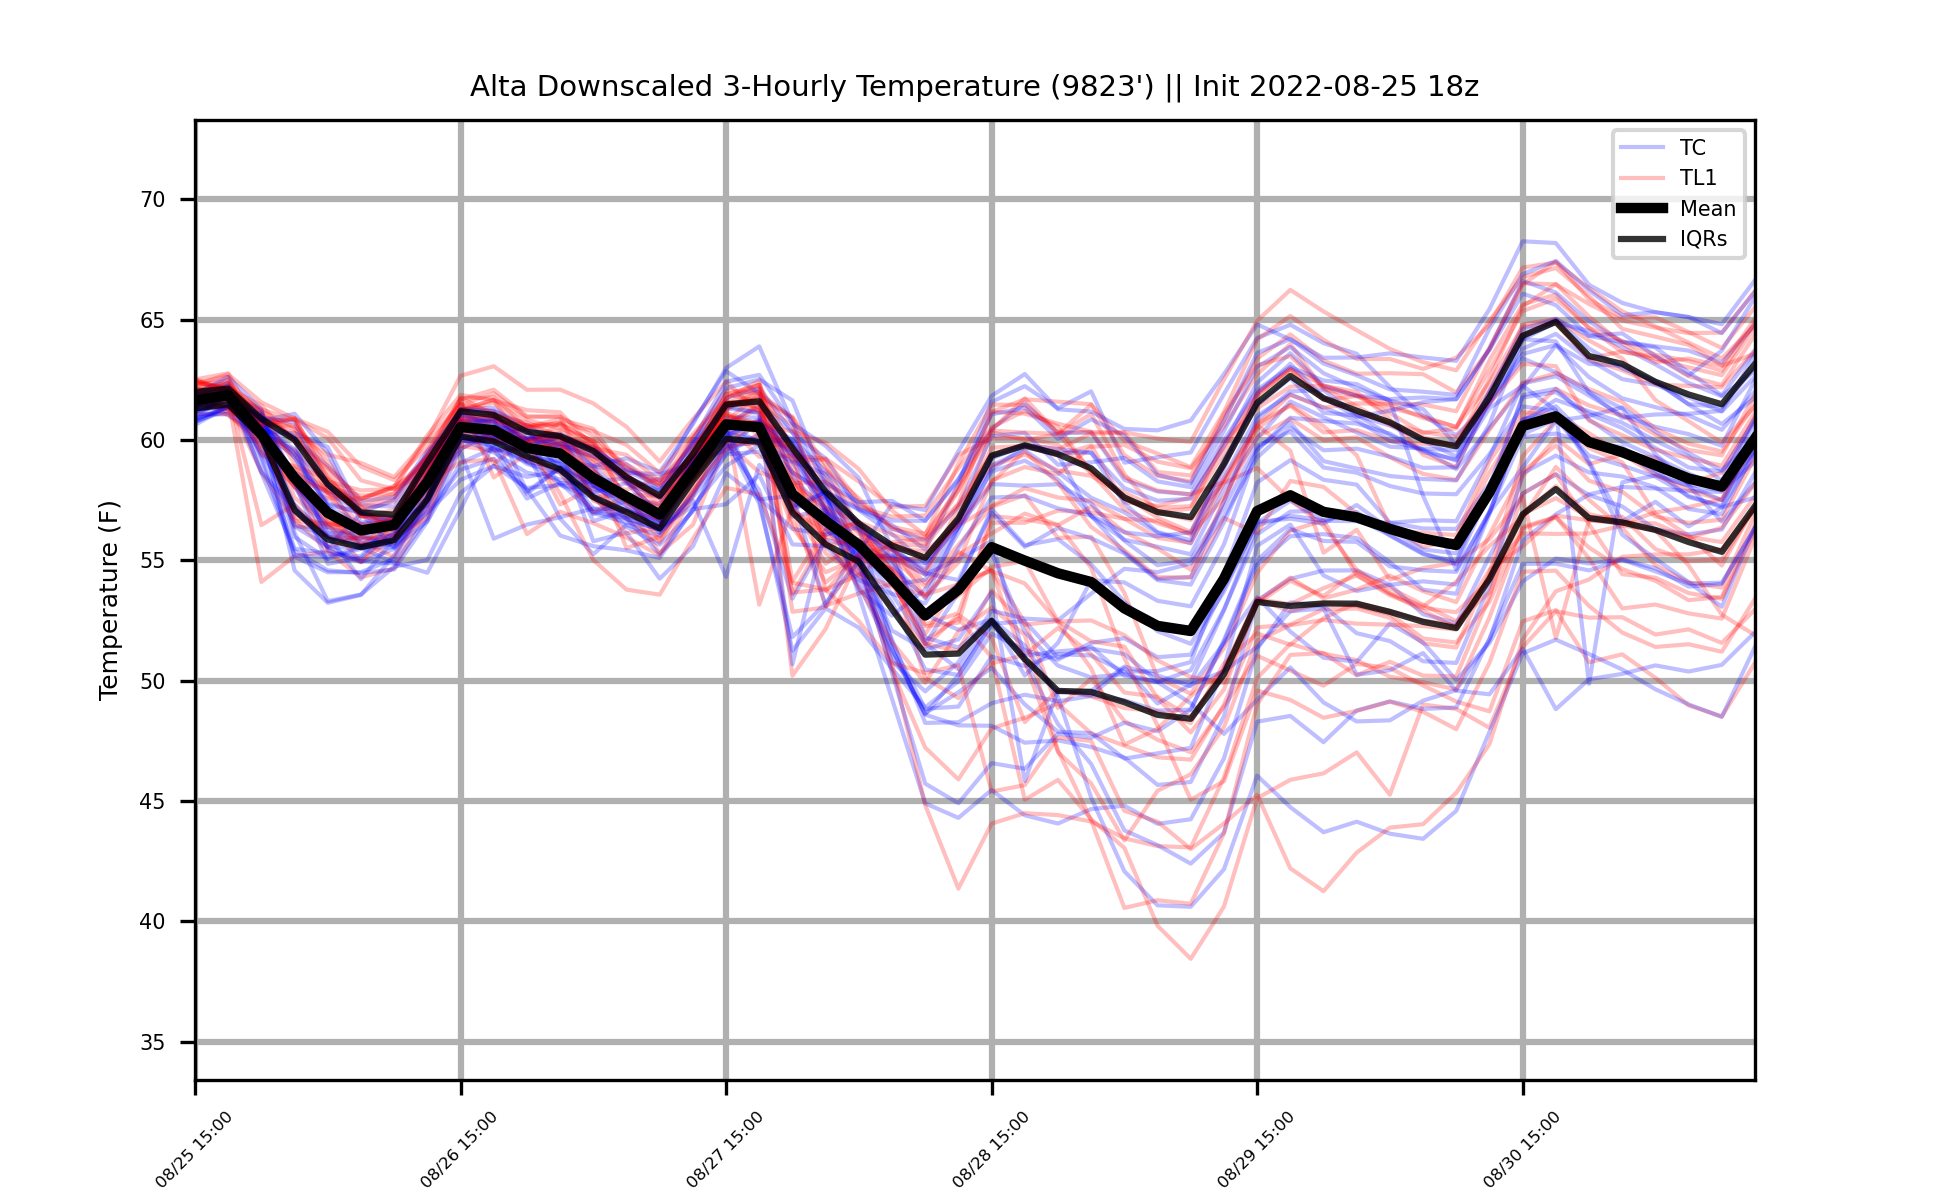 Alta Downscaled 3-Hourly Temperature (9823') || Init 2022-08-25 18z
TC
TL1
Mean
IQRs
Temperature (F)
70
65
60
55
50
45
40
35
08/25 15:00
08/26 15:00
08/27 15:00
08/28 15:00
08/29 15:00
08/30 15:00